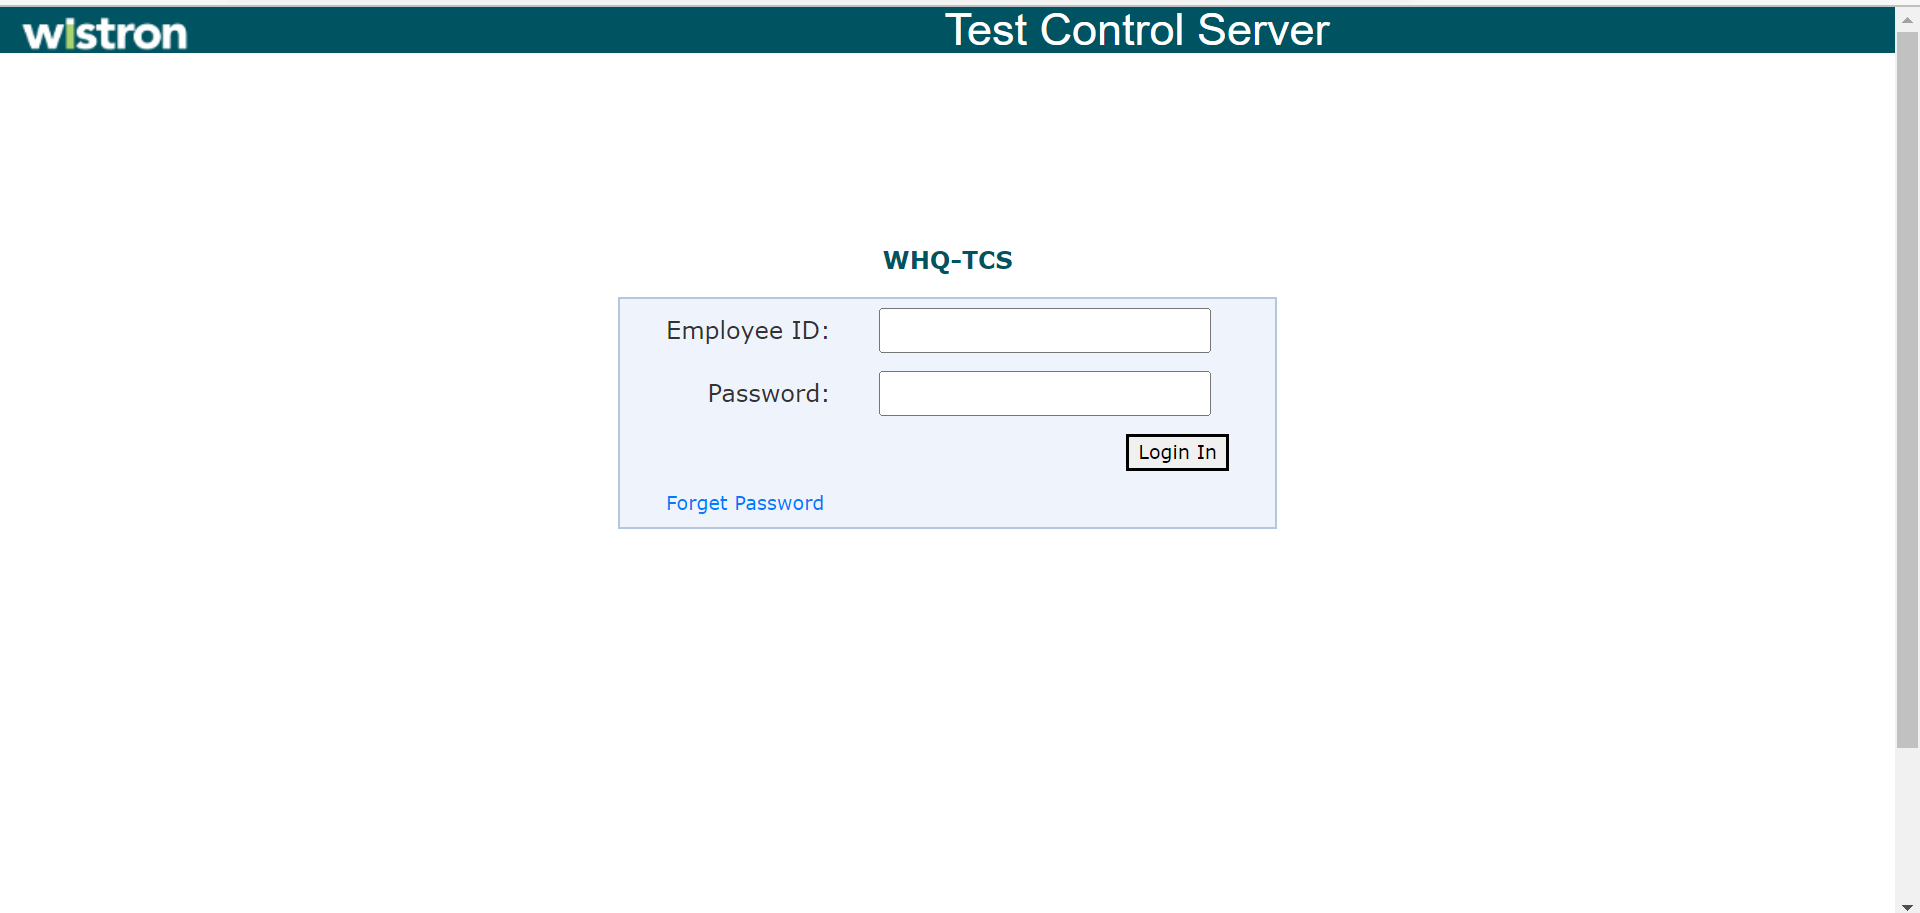 wistron
Test Control Server
WHQ-TCS
Employee ID:
Password:
Login In
Forget Password